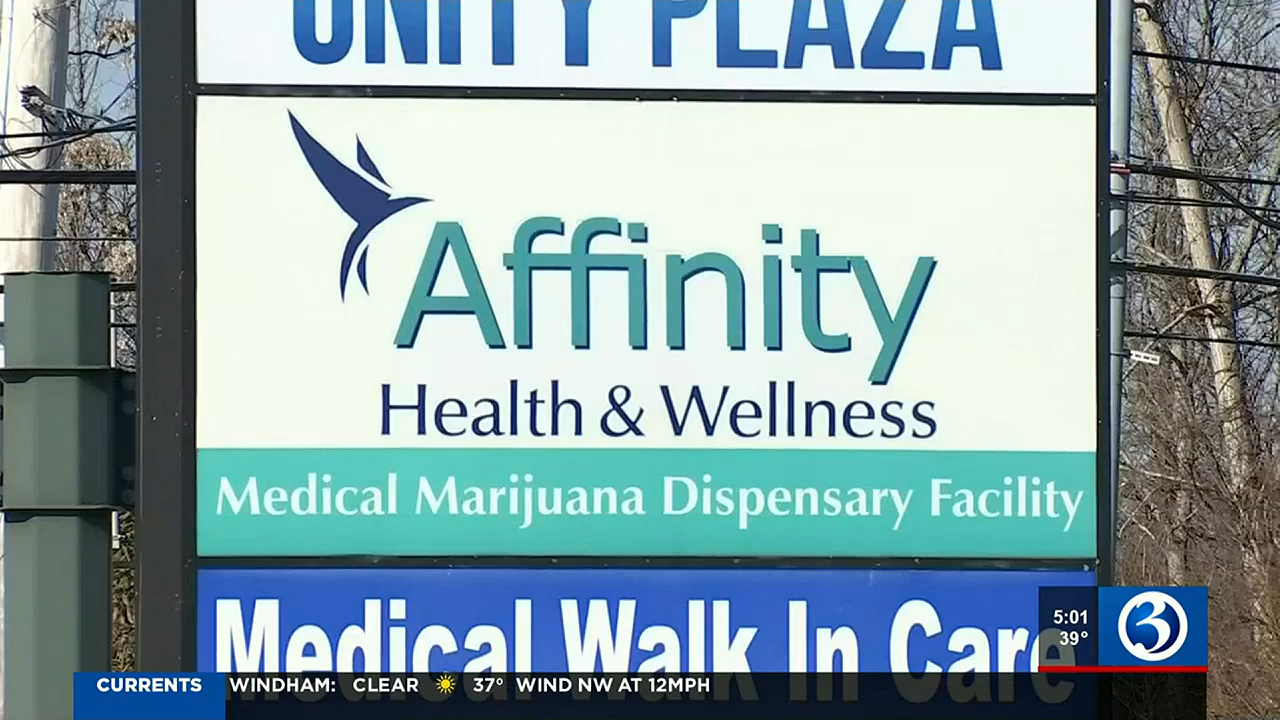 UNITY PLAZA
Affinity
Health & Wellness
Medical Marijuana Dispensary Facility
Medical Walk In Care
5:01
39°
3
CURRENTS WINDHAM: CLEAR 37° WIND NW AT 12MPH